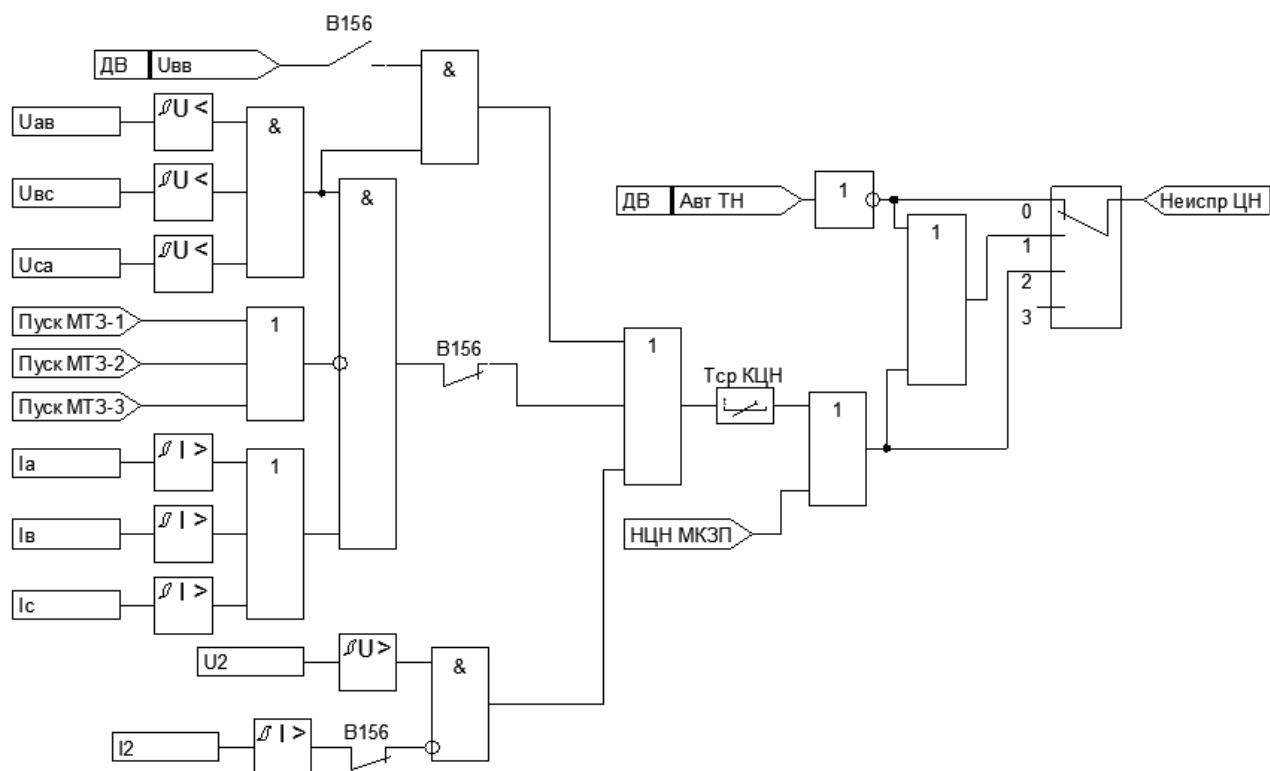 В156
ДВ Uвв
&
Uав U<
&
Uвс U<
&
ДВ Авт ТН
1
Неиспр ЦН
0
1
1
2
3
Uса U<
Пуск МТЗ-1
1
Пуск МТЗ-2
Пуск МТЗ-3
В156
1
Тср КЦН
1
Iа I>
1
Iв I>
НЦН МКЗП
Iс I>
U2 U>
&
В156
I2 I>